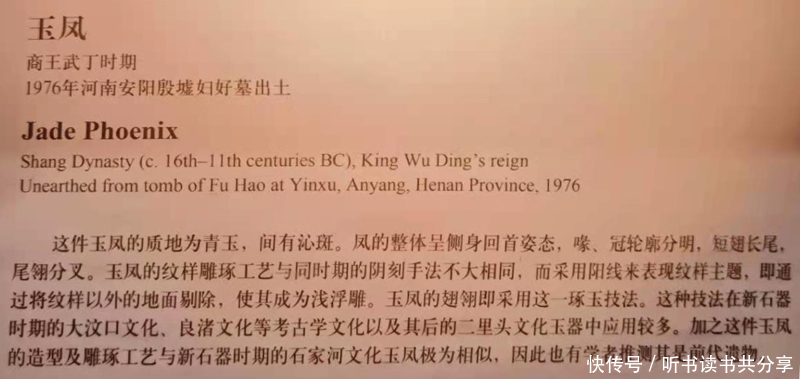 玉凤
商王武丁时期
1976年河南安阳殷墟妇好墓出土
Jade Phoenix
Shang Dynasty (c. 16th–11th centuries BC), King Wu Ding's reign
Unearthed from tomb of Fu Hao at Yinxu, Anyang, Henan Province, 1976
这件玉凤的质地为青玉，间有沁斑。凤的整体呈侧身回首姿态，喙、冠轮廓分明，短翅长尾，
尾翎分叉。玉凤的纹样雕琢工艺与同时期的阴刻手法不大相同，而采用阳线来表现纹样主题，即通
过将纹样以外的地面剔除，使其成为浅浮雕。玉凤的翅翎即采用这一琢玉技法。这种技法在新石器
时期的大汶口文化、良渚文化等考古学文化以及其后的二里头文化玉器中应用较多。加之这件玉凤
的造型及雕琢工艺与新石器时期的石家河文化玉凤极为相似，因此也有学者推测其是前代遗物。
快传号／听书读书共分享